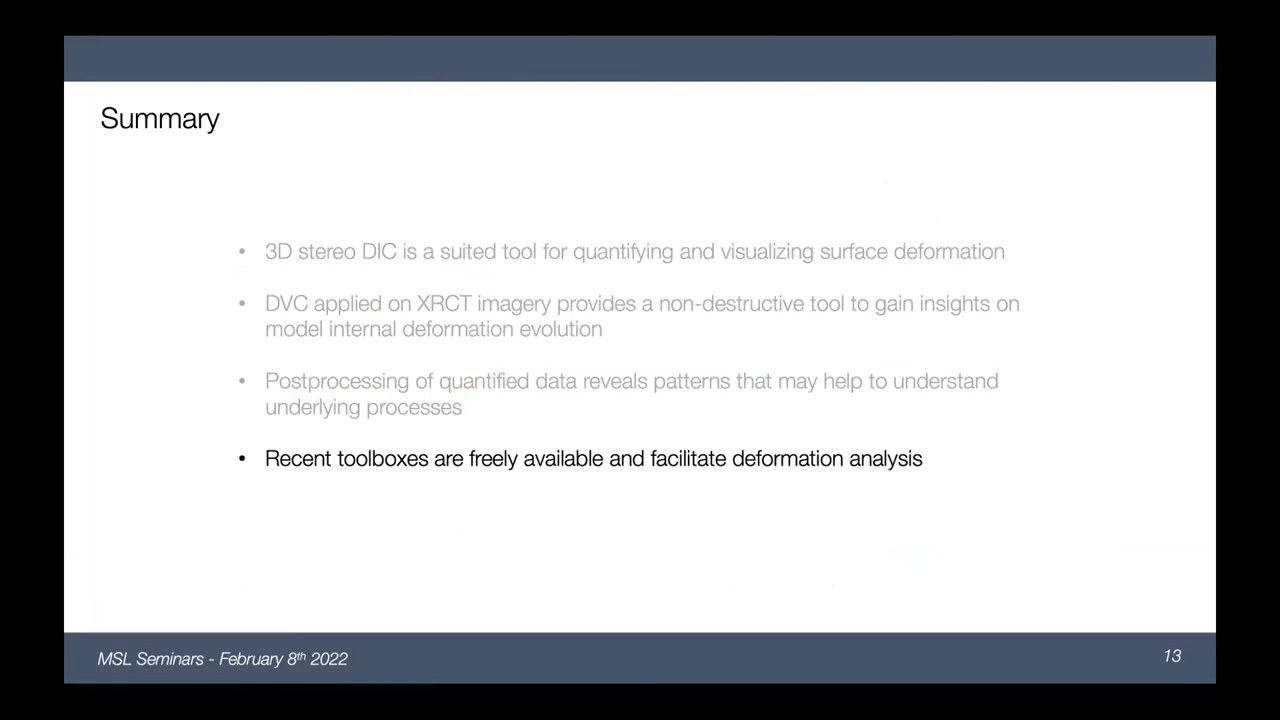 Summary
• 3D stereo DIC is a suited tool for quantifying and visualizing surface deformation
• DVC applied on XRCT imagery provides a non-destructive tool to gain insights on
model internal deformation evolution
• Postprocessing of quantified data reveals patterns that may help to understand
underlying processes
• Recent toolboxes are freely available and facilitate deformation analysis
MSL Seminars - February 8th 2022
13